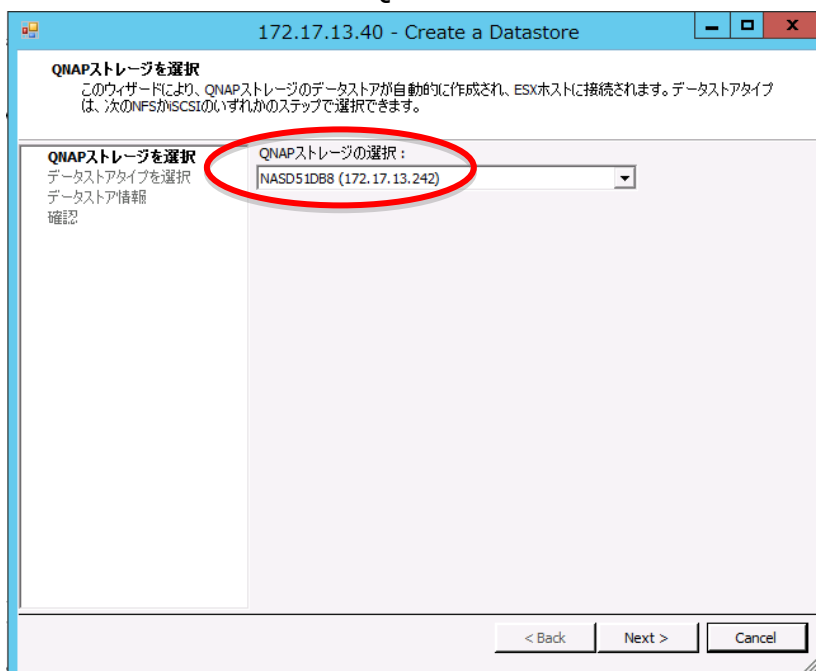 172.17.13.40 - Create a Datastore
QNAPストレージを選択
このウィザードにより、QNAPストレージのデータストアが自動的に作成され、ESXホストに接続されます。データストアタイプ
は、次のNFSかiSCSIのいずれかのステップで選択できます。
QNAPストレージを選択
データストアタイプを選択
データストア情報
確認
QNAPストレージの選択：
NASD51DB8 (172.17.13.242)
< Back
Next >
Cancel